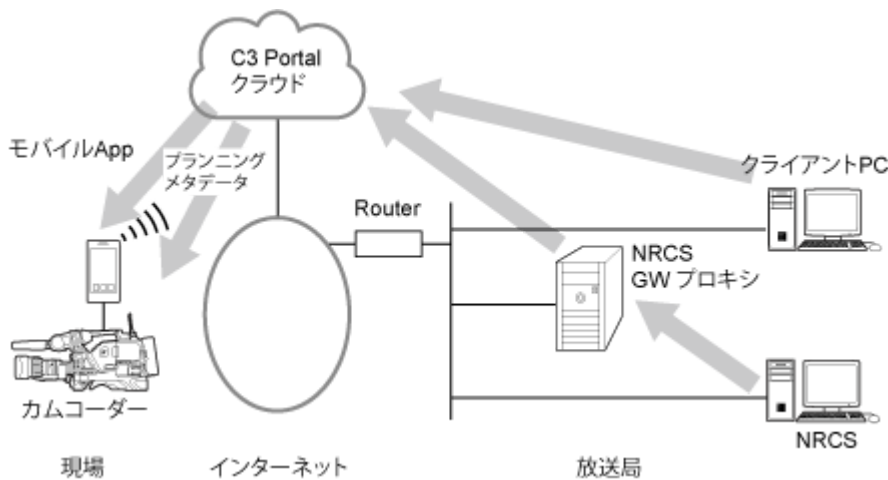 C3 Portal
クラウド
モバイルApp
プランニング
メタデータ
クライアントPC
Router
NRCS
GW プロキシ
カムコーダー
NRCS
現場
インターネット
放送局